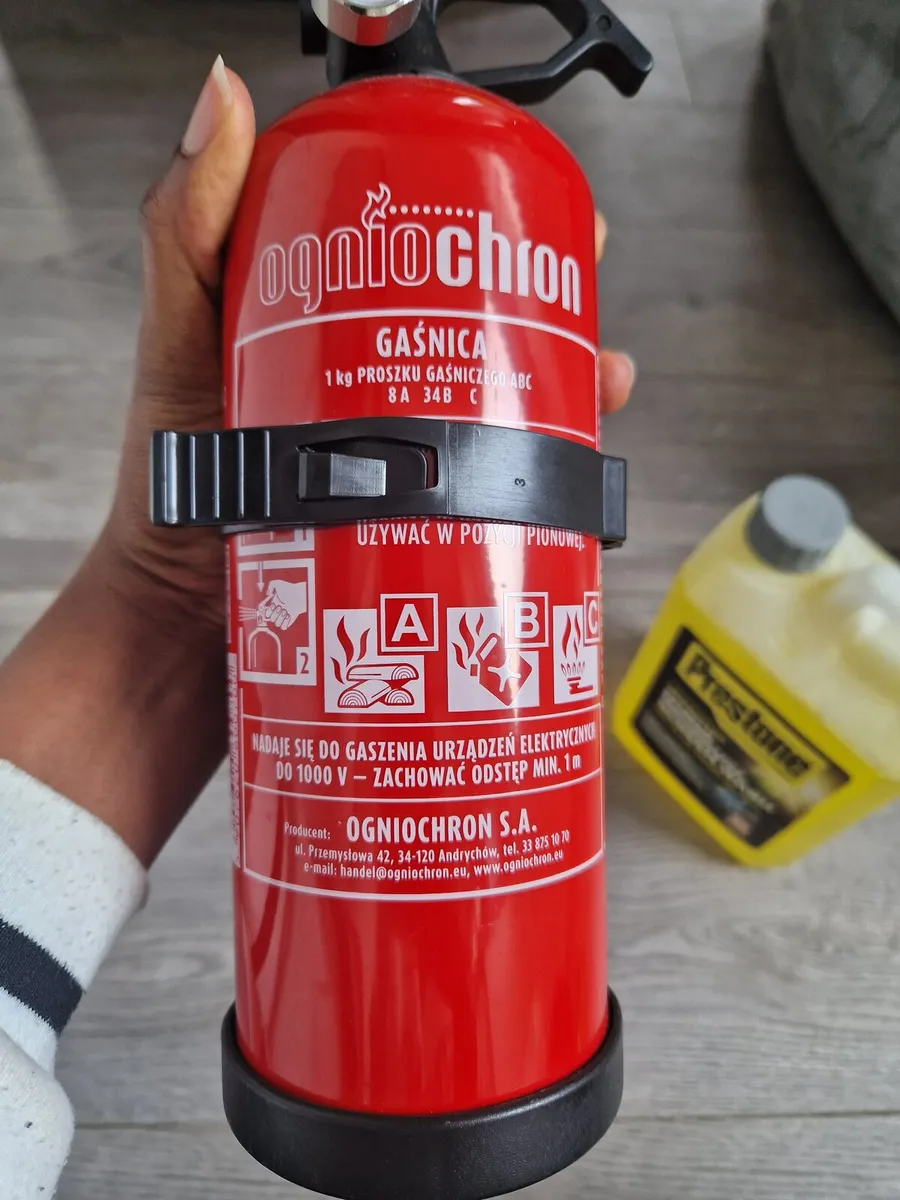 ogniochron
GAŚNICA
1 kg PROSZKU GAŚNICZEGO ABC
8A 34B C
3
UŻYWAĆ W POZYCJI PIONOWEJ.
2
A
B
C
NADAJE SIĘ DO GASZENIA URZĄDZEŃ ELEKTRYCZNYCH
DO 1000 V – ZACHOWAĆ ODSTĘP MIN. 1 m
Producent: OGNIOCHRON S.A.
ul. Przemysłowa 42, 34-120 Andrychów, tel. 33 875 10 70
e-mail: handel@ogniochron.eu, www.ogniochron.eu
Prestone